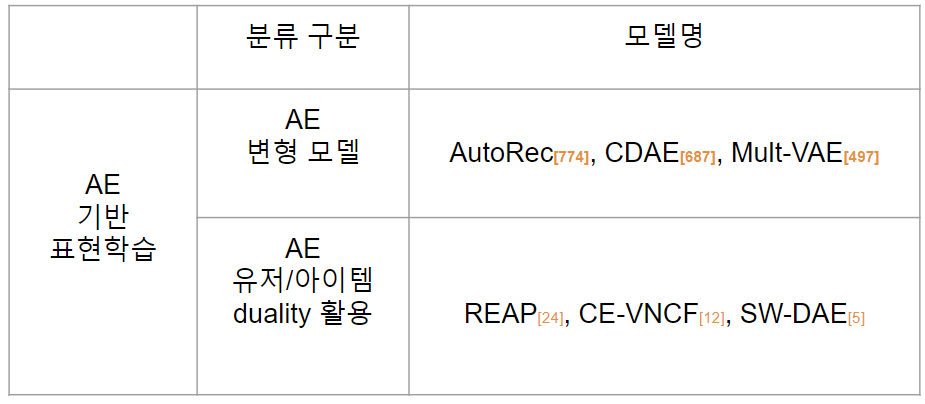 분류 구분
모델명
AE
기반
표현학습
AE
변형 모델
AutoRec[774], CDAE[687], Mult-VAE[497]
AE
유저/아이템
duality 활용
REAP[24], CE-VNCF[12], SW-DAE[5]